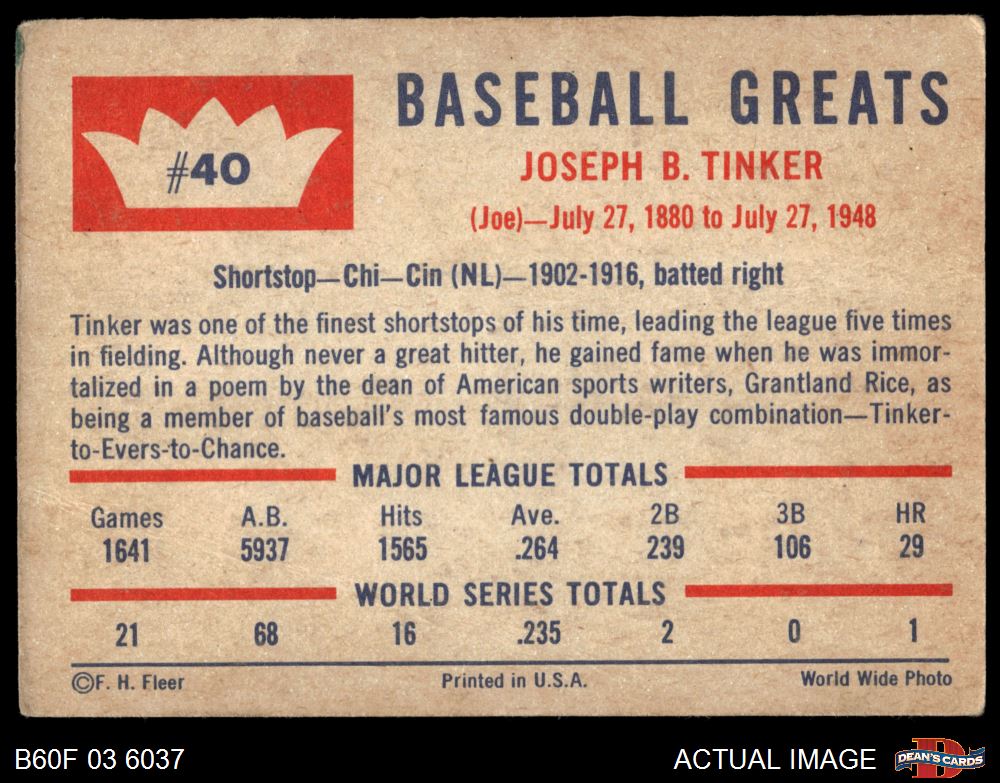 #40
BASEBALL GREATS
JOSEPH B. TINKER
(Joe)—July 27, 1880 to July 27, 1948
Shortstop—Chi—Cin (NL)—1902-1916, batted right
Tinker was one of the finest shortstops of his time, leading the league five times
in fielding. Although never a great hitter, he gained fame when he was immor-
talized in a poem by the dean of American sports writers, Grantland Rice, as
being a member of baseball's most famous double-play combination—Tinker-
to-Evers-to-Chance.
MAJOR LEAGUE TOTALS
Games A.B. Hits Ave. 2B 3B HR
1641 5937 1565 .264 239 106 29
WORLD SERIES TOTALS
21 68 16 .235 2 0 1
©F. H. Fleer Printed in U.S.A. World Wide Photo
B60F 03 6037 ACTUAL IMAGE D DEAN'S CARDS